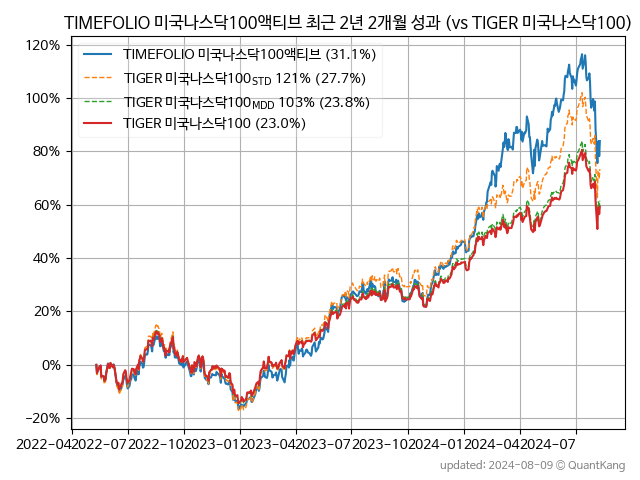 TIMEFOLIO 미국나스닥100액티브 최근 2년 2개월 성과 (vs TIGER 미국나스닥100)
120%
100%
80%
60%
40%
20%
0%
−20%
TIMEFOLIO 미국나스닥100액티브 (31.1%)
TIGER 미국나스닥100STD 121% (27.7%)
TIGER 미국나스닥100MDD 103% (23.8%)
TIGER 미국나스닥100 (23.0%)
2022-04 2022-07 2022-10 2023-01 2023-04 2023-07 2023-10 2024-01 2024-04 2024-07
updated: 2024-08-09 © QuantKang